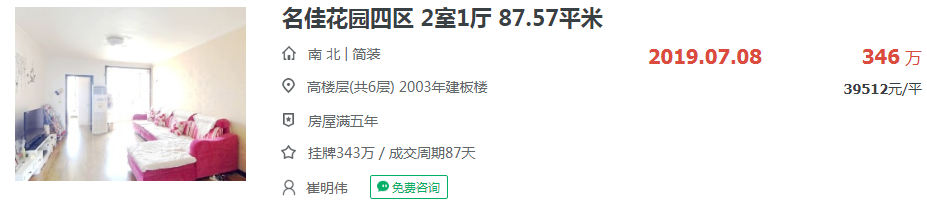 名佳花园四区 2室1厅 87.57平米
南 北 | 简装
2019.07.08
346 万
高楼层(共6层) 2003年建板楼
39512元/平
房屋满五年
挂牌343万 / 成交周期87天
崔明伟
免费咨询